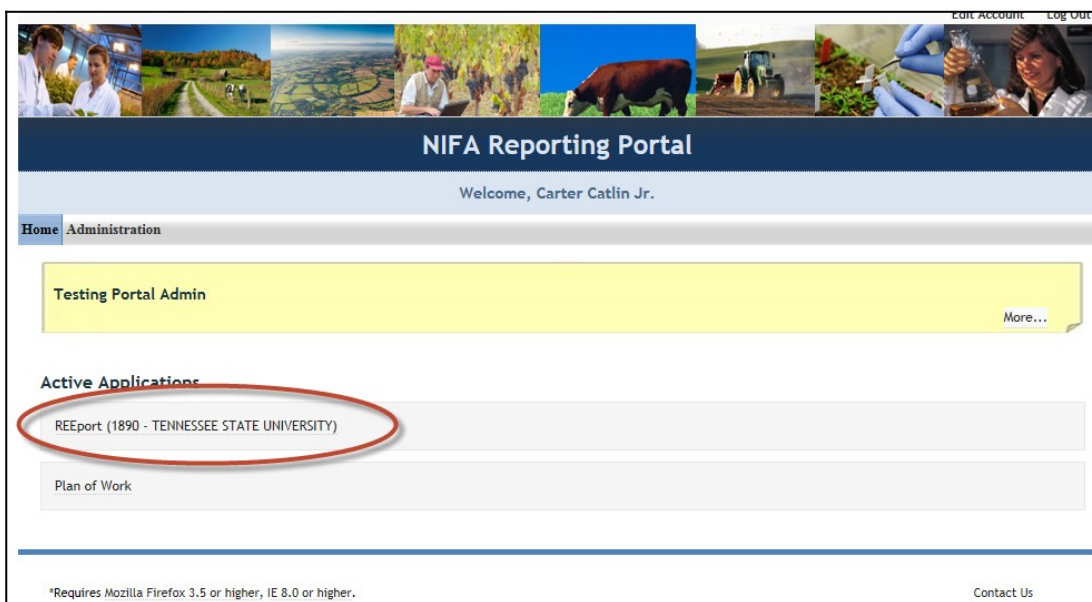 Edit Account Log Out
NIFA Reporting Portal
Welcome, Carter Catlin Jr.
Home Administration
Testing Portal Admin
More...
Active Applications
REEport (1890 - TENNESSEE STATE UNIVERSITY)
Plan of Work
*Requires Mozilla Firefox 3.5 or higher, IE 8.0 or higher.
Contact Us